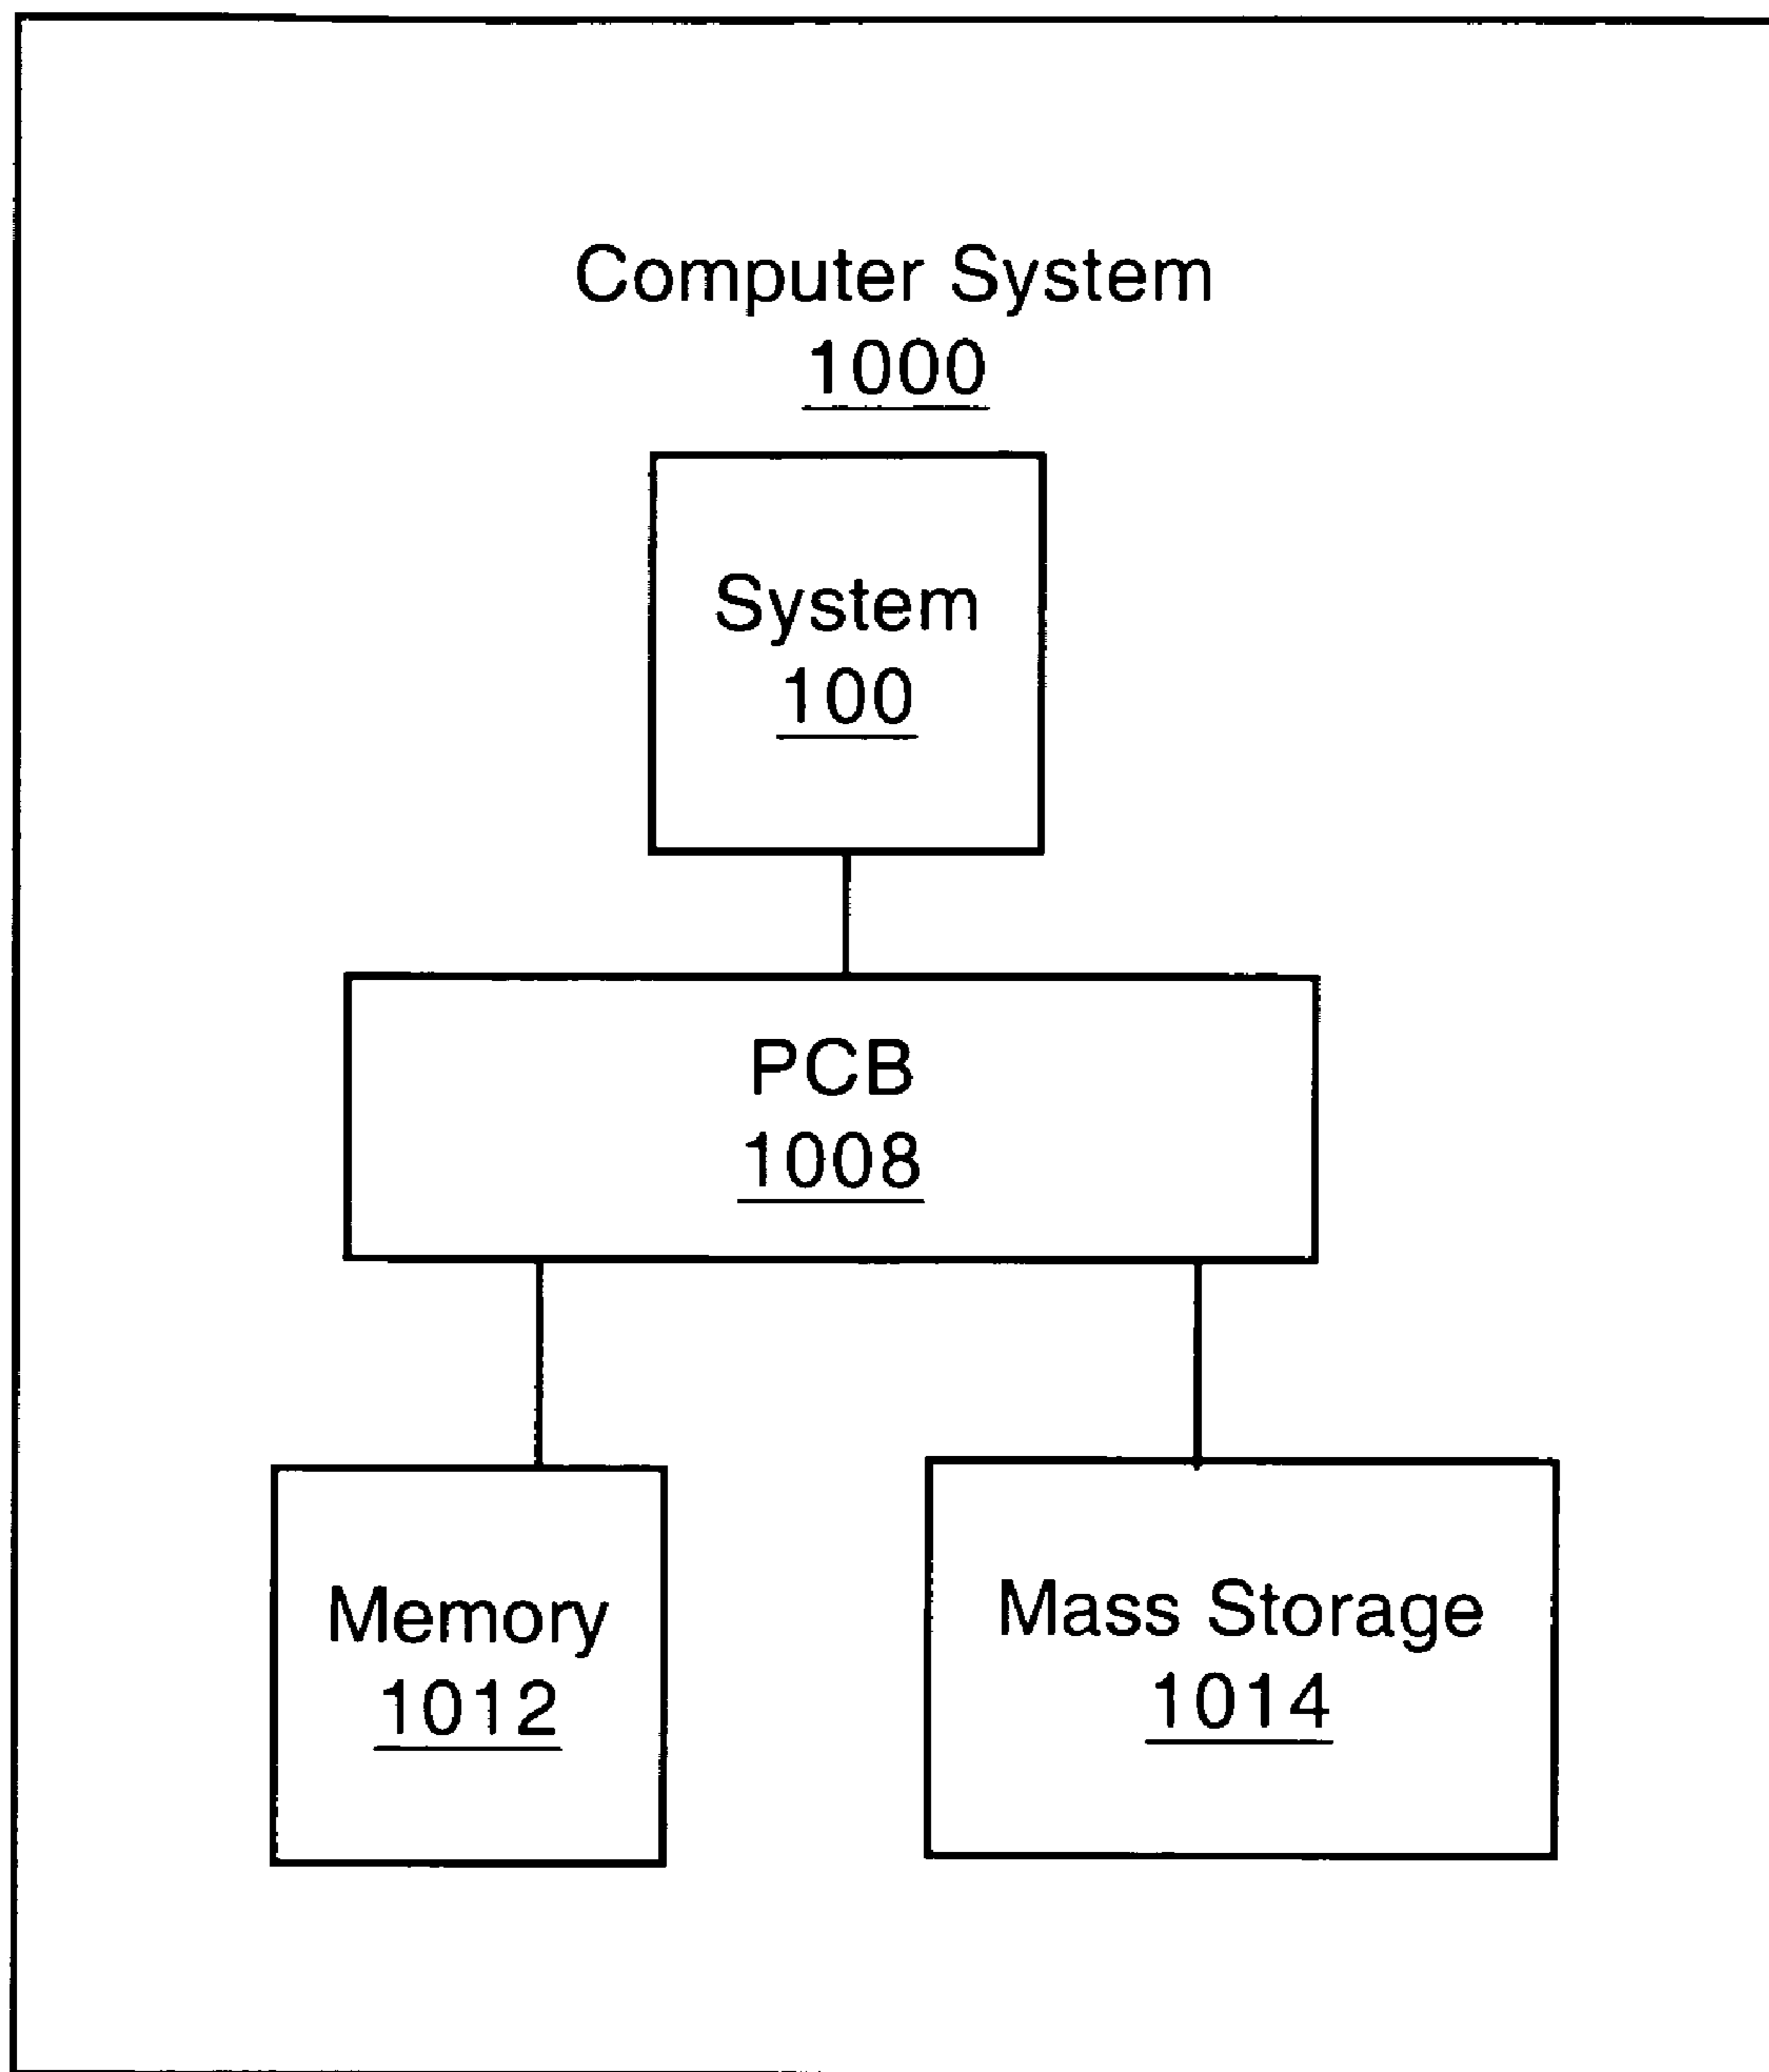 Computer System
1000
System
100
PCB
1008
Memory
1012
Mass Storage
1014